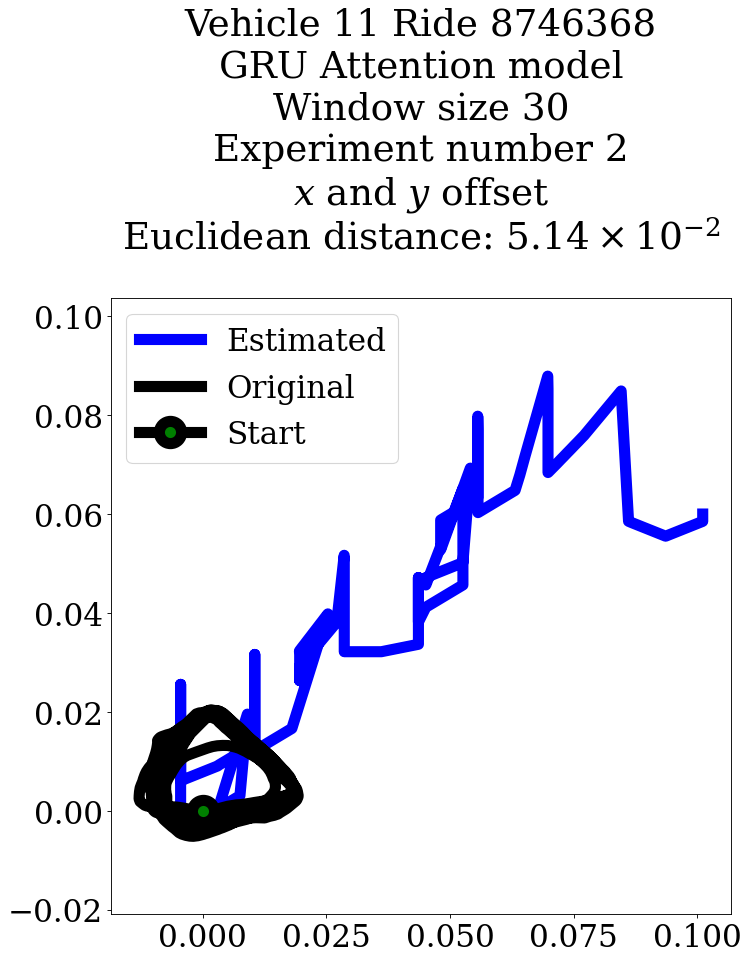 Vehicle 11 Ride 8746368
GRU Attention model
Window size 30
Experiment number 2
x and y offset
Euclidean distance: 5.14 × 10⁻²
Estimated
Original
Start
0.10
0.08
0.06
0.04
0.02
0.00
−0.02
0.000 0.025 0.050 0.075 0.100